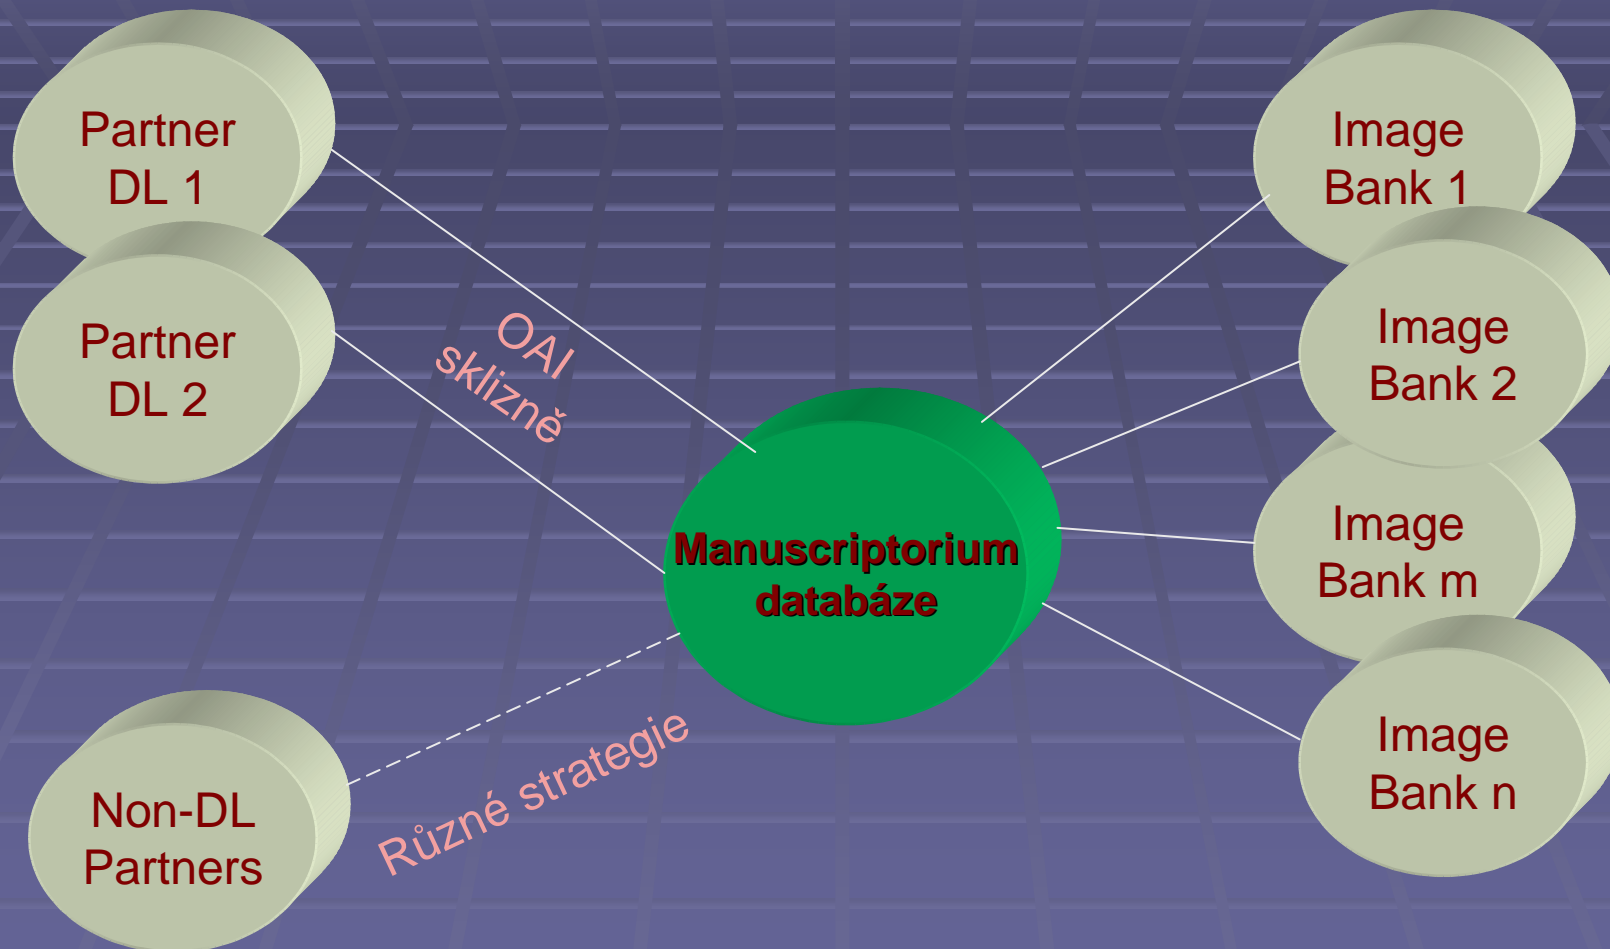 Partner
DL 1
Partner
DL 2
Non-DL
Partners
OAI
sklizně
Různé strategie
Manuscriptorium
databáze
Image
Bank 1
Image
Bank 2
Image
Bank m
Image
Bank n